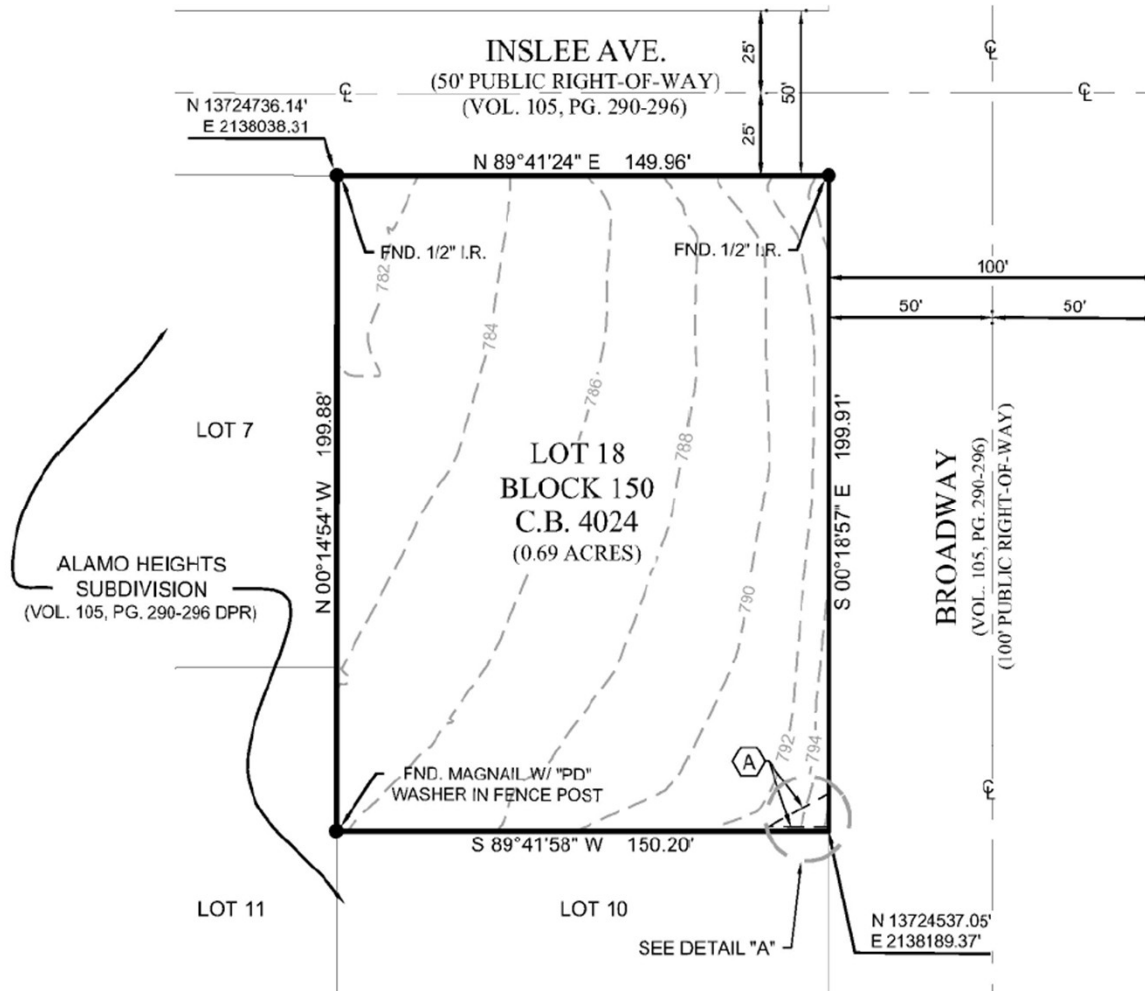 INSLEE AVE.
(50' PUBLIC RIGHT-OF-WAY)
(VOL. 105, PG. 290-296)
25'
25'
50'
℄
℄
℄
N 13724736.14'
E 2138038.31
N 89°41'24" E 149.96'
FND. 1/2" I.R.
FND. 1/2" I.R.
100'
50'
50'
782
784
786
788
790
792
794
LOT 7
N 00°14'54" W 199.88'
LOT 18
BLOCK 150
C.B. 4024
(0.69 ACRES)
S 00°18'57" E 199.91'
BROADWAY
(VOL. 105, PG. 290-296)
(100' PUBLIC RIGHT-OF-WAY)
ALAMO HEIGHTS
SUBDIVISION
(VOL. 105, PG. 290-296 DPR)
A
℄
FND. MAGNAIL W/ "PD"
WASHER IN FENCE POST
S 89°41'58" W 150.20'
LOT 11
LOT 10
SEE DETAIL "A"
N 13724537.05'
E 2138189.37'